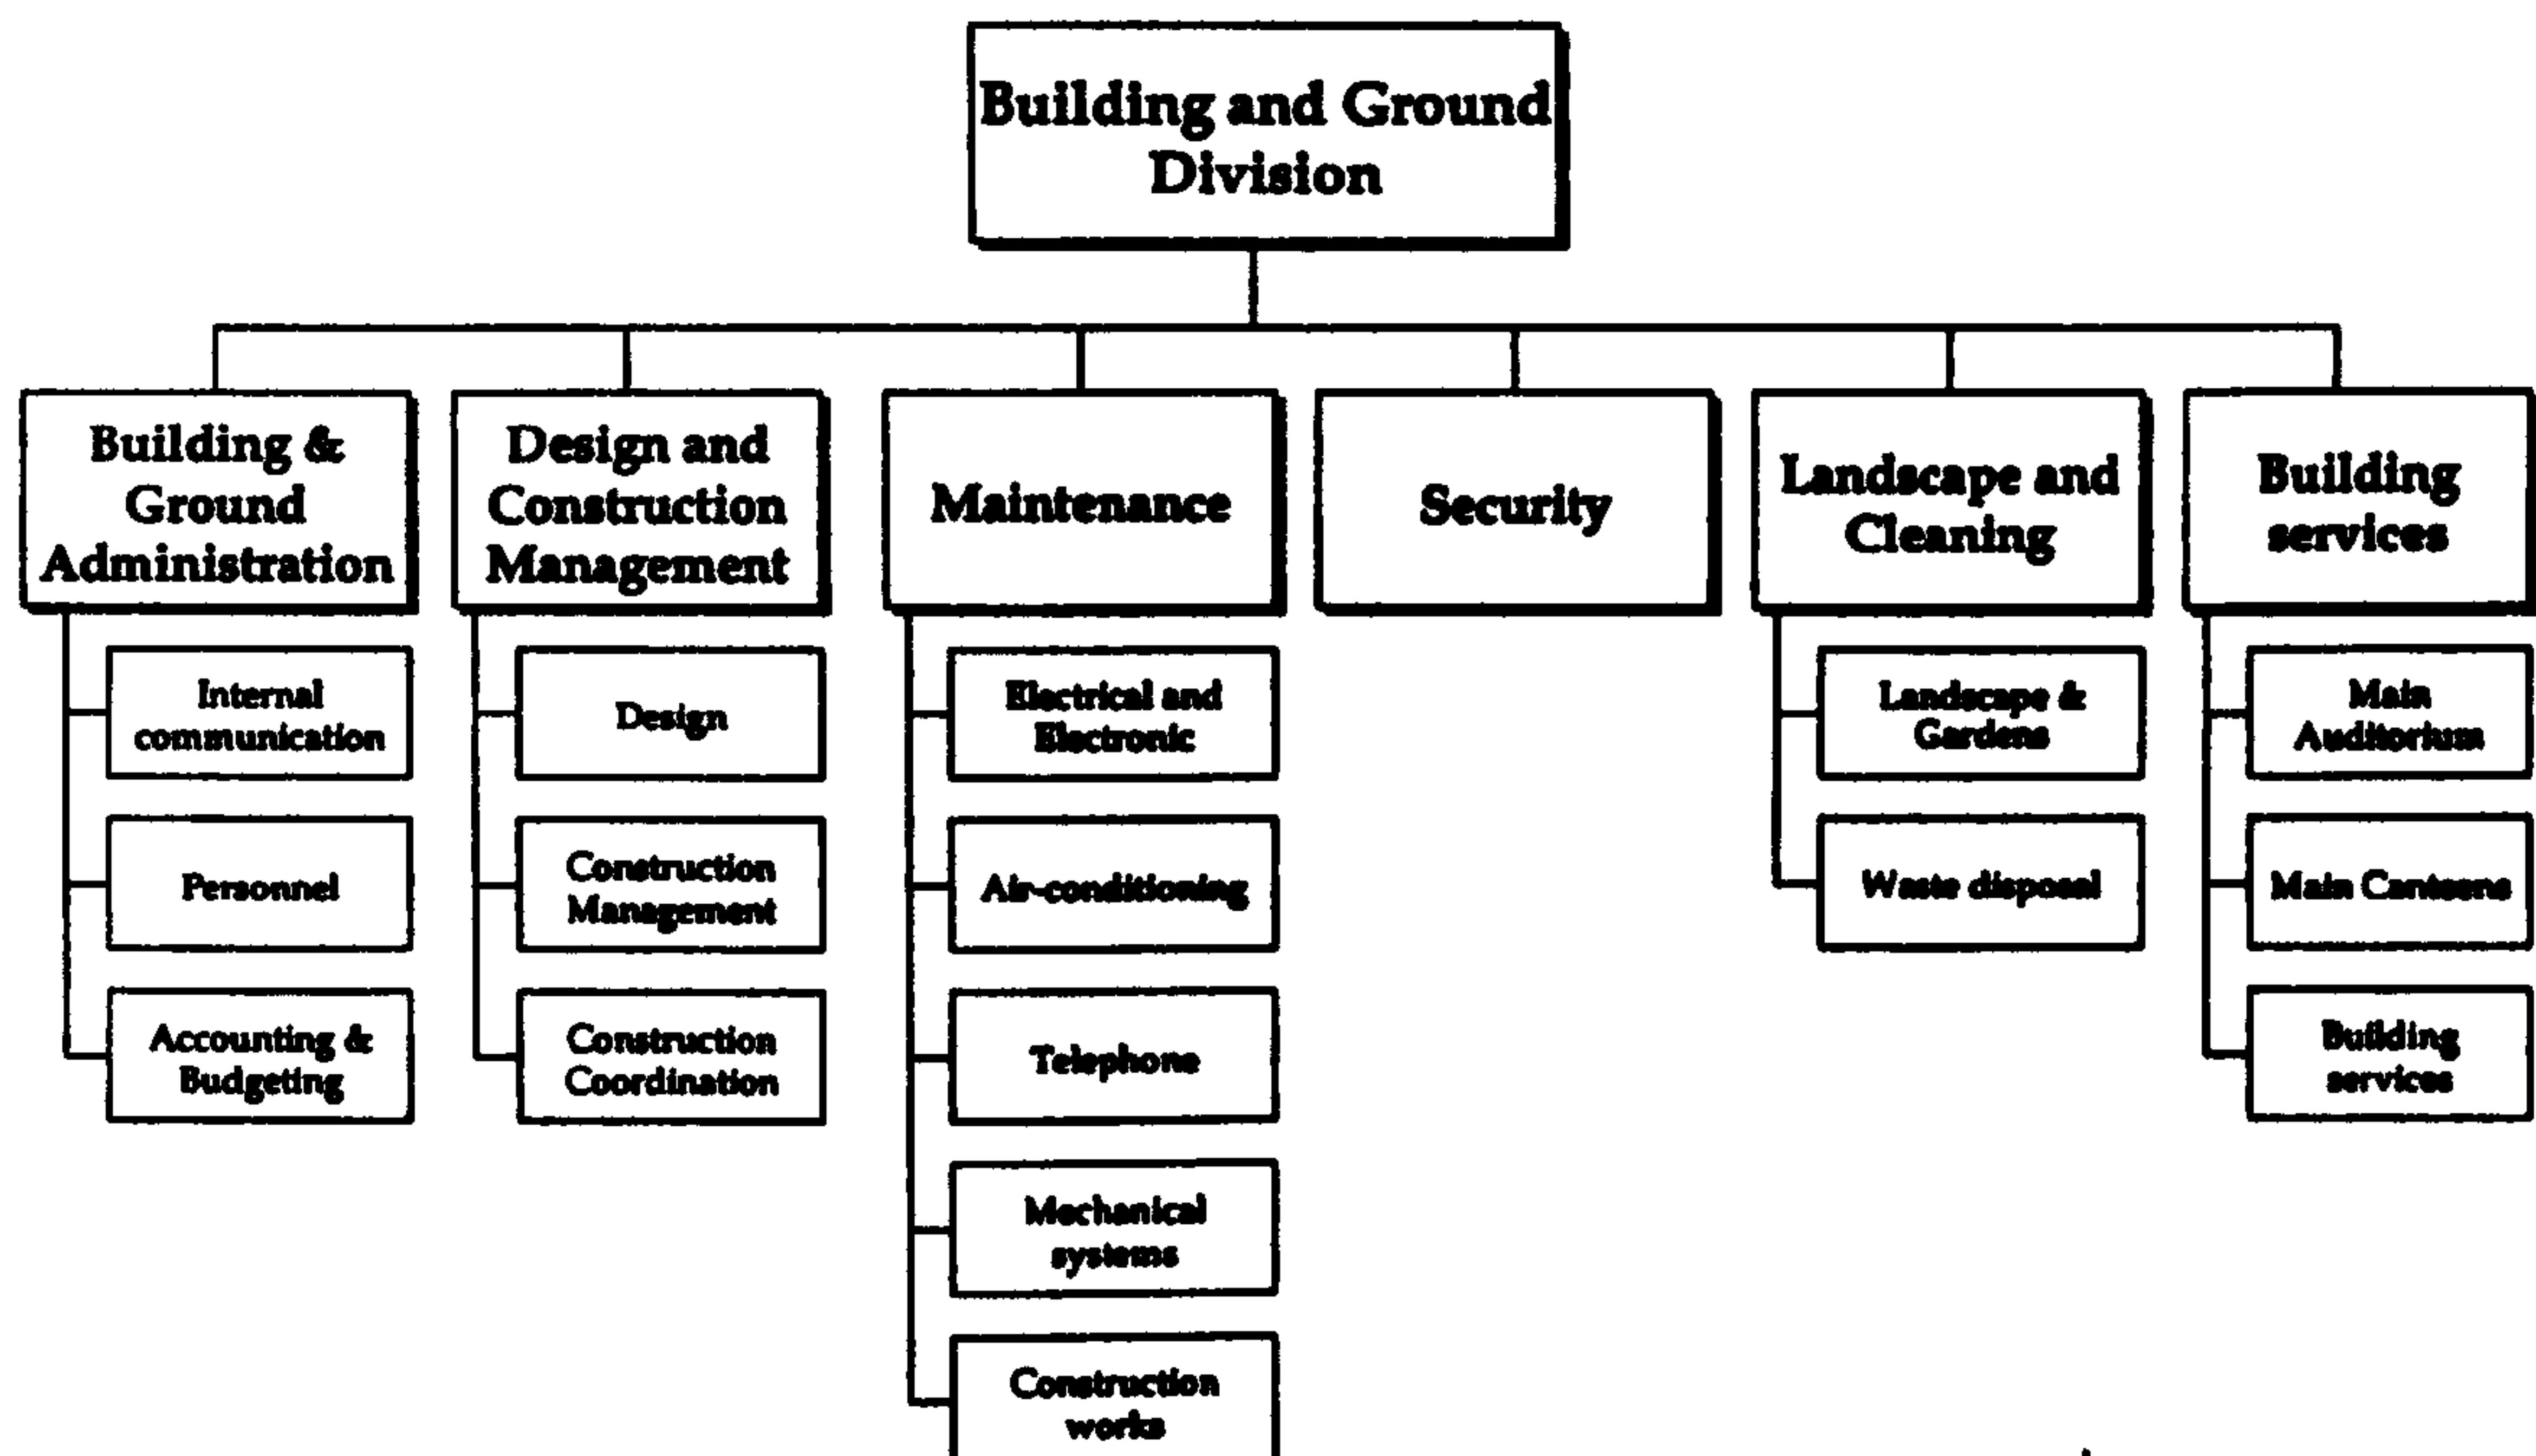 Building and Ground
Division
Building &
Ground
Administration
Internal
communication
Personnel
Accounting &
Budgeting
Design and
Construction
Management
Design
Construction
Management
Construction
Coordination
Maintenance
Electrical and
Electronic
Air-conditioning
Telephone
Mechanical
systems
Construction
works
Security
Landscape and
Cleaning
Landscape &
Gardens
Waste disposal
Building
services
Main
Auditorium
Main Canteens
Building
services